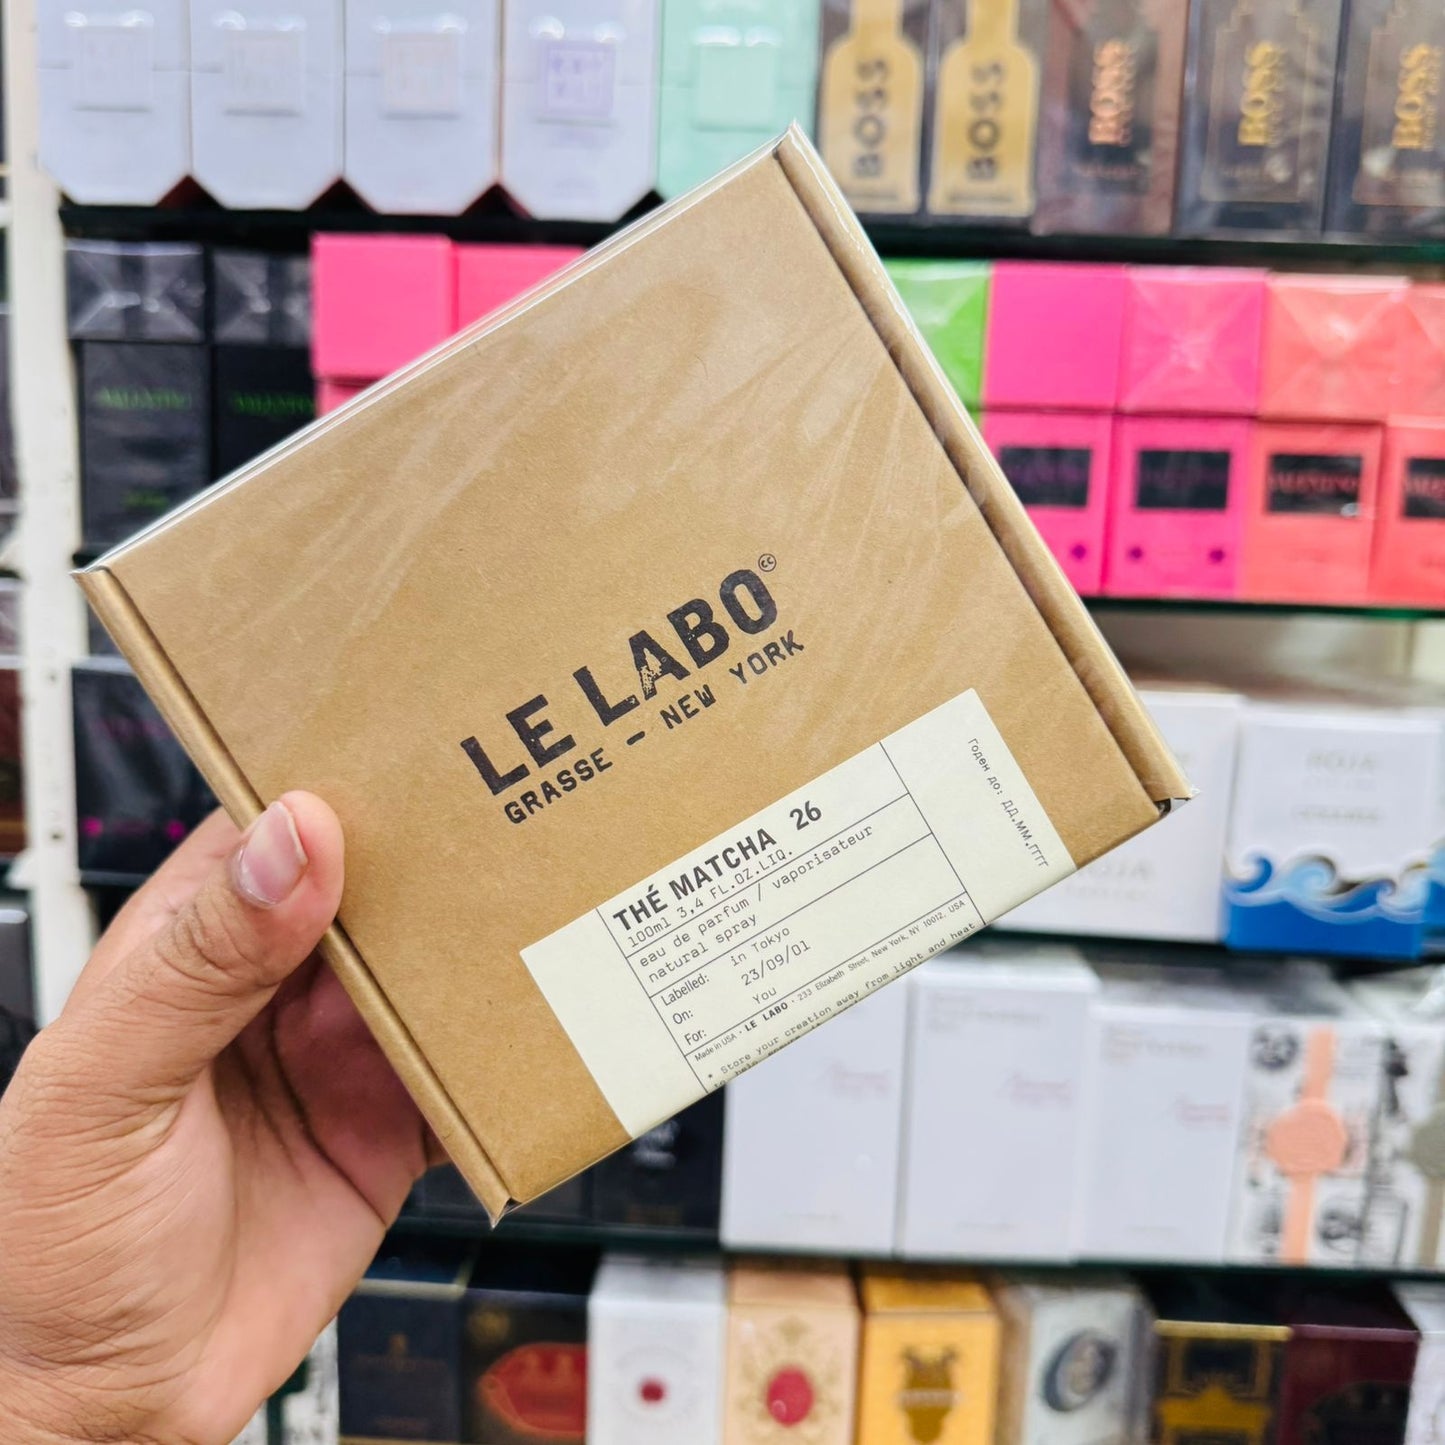 BOSS
BOSS
BOSS
BOSS
BOSS
LE LABO
GRASSE – NEW YORK
THÉ MATCHA 26
100ml 3,4 FL.OZ.LIQ.
eau de parfum / vaporisateur
natural spray
Labelled: in Tokyo
On: 23/09/01
For: You
Made in USA · LE LABO · 233 Elizabeth Street, New York, NY 10012, USA
* Store your creation away from light and heat
Годен до: ДД.ММ.ГГГГ
ROJA